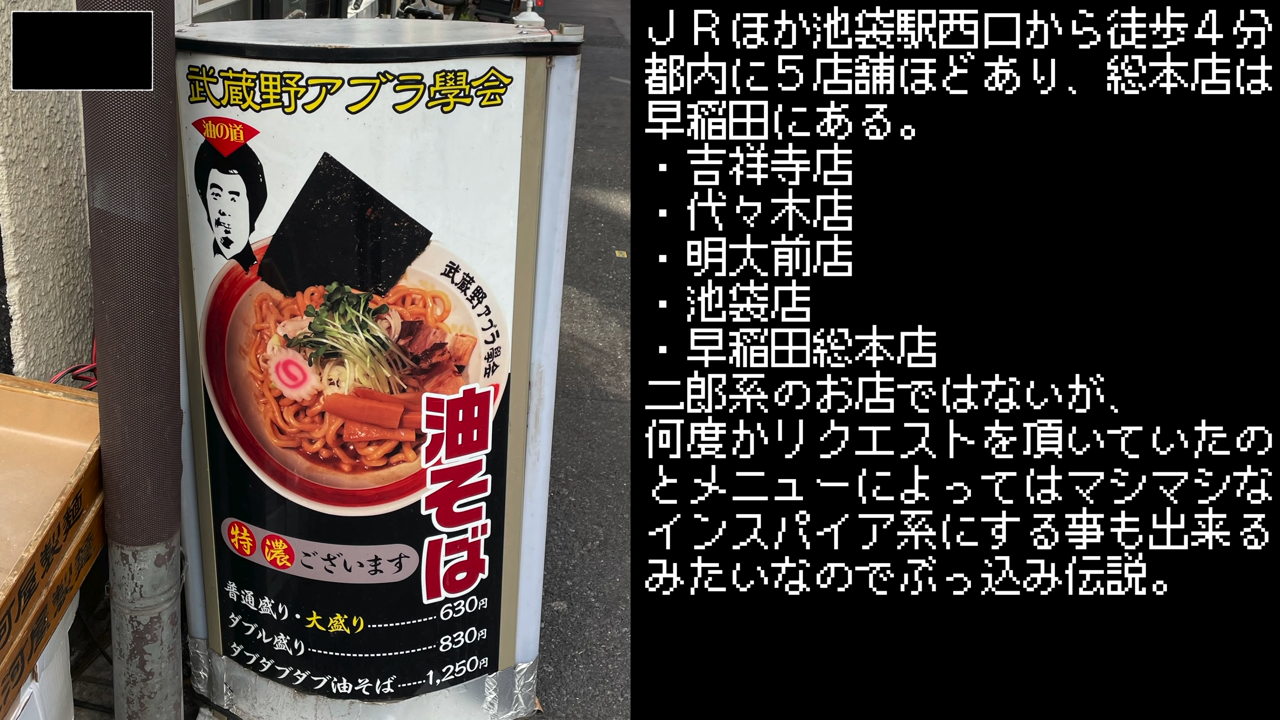 武蔵野アブラ學会
油の道
武蔵野アブラ學会
油そば
特濃ございます
普通盛り・大盛り 630円
ダブル盛り 830円
ダブダブダブ油そば 1,250円
河屋製麺
河屋製
JRほか池袋駅西口から徒歩4分
都内に5店舗ほどあり、総本店は
早稲田にある。
・吉祥寺店
・代々木店
・明大前店
・池袋店
・早稲田総本店
二郎系のお店ではないが、
何度かリクエストを頂いていたの
とメニューによってはマシマシな
インスパイア系にする事も出来る
みたいなのでぶっ込み伝説。